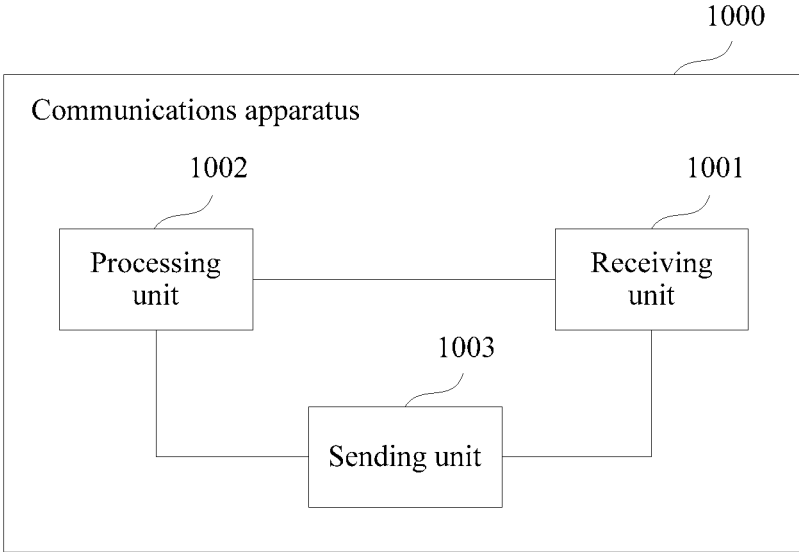 1000
Communications apparatus
1002
1001
Processing
unit
Receiving
unit
1003
Sending unit